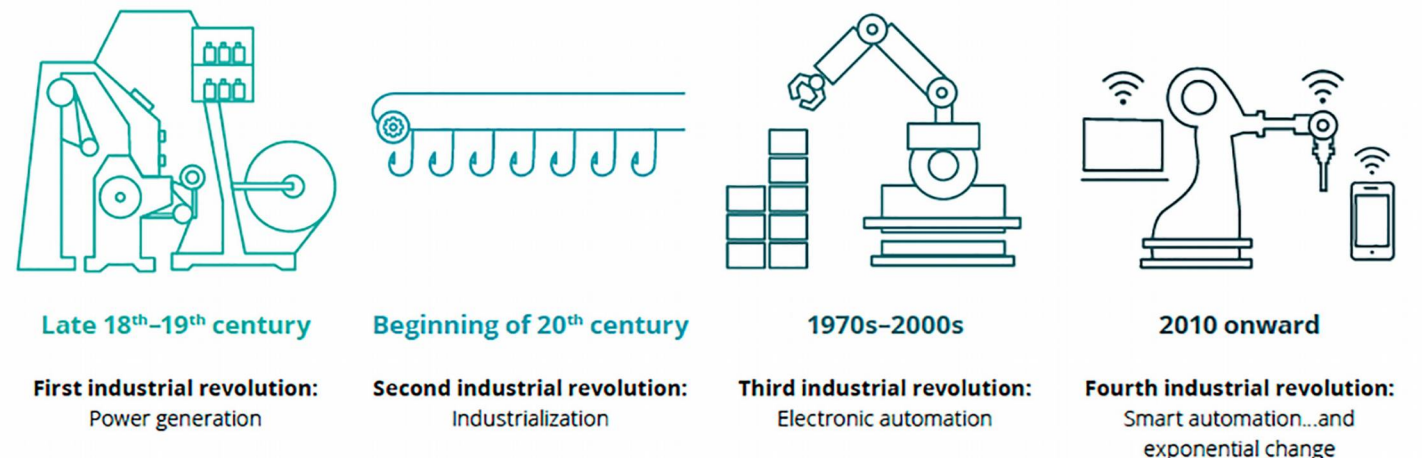 Late 18th–19th century
Beginning of 20th century
1970s–2000s
2010 onward
First industrial revolution:
Power generation
Second industrial revolution:
Industrialization
Third industrial revolution:
Electronic automation
Fourth industrial revolution:
Smart automation...and
exponential change